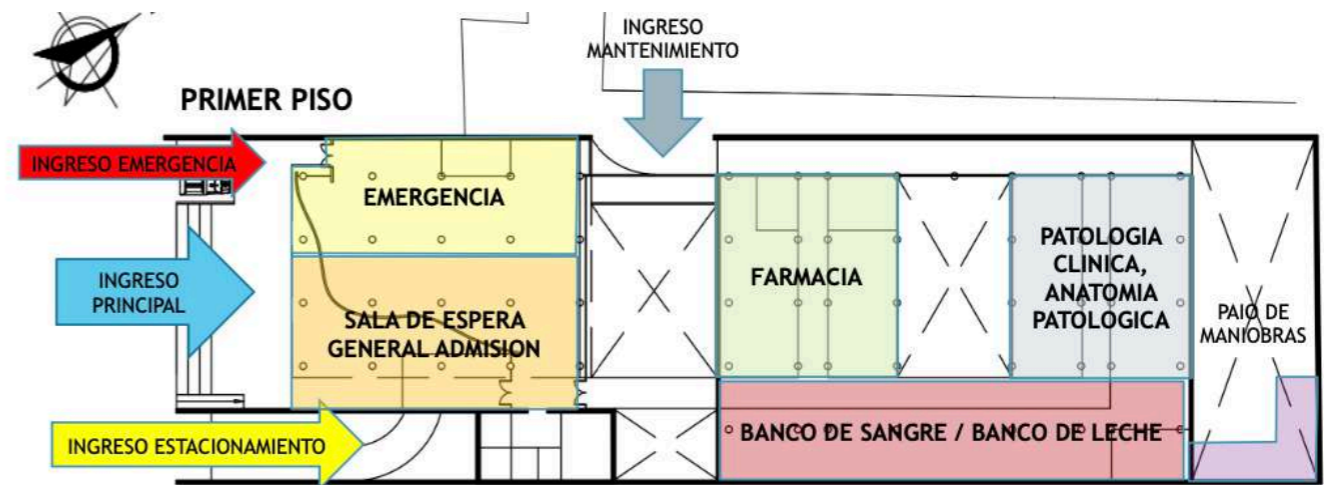 INGRESO
MANTENIMIENTO
PRIMER PISO
INGRESO EMERGENCIA
EMERGENCIA
INGRESO
PRINCIPAL
SALA DE ESPERA
GENERAL ADMISION
FARMACIA
PATOLOGIA
CLINICA,
ANATOMIA
PATOLOGICA
PAIO DE
MANIOBRAS
INGRESO ESTACIONAMIENTO
BANCO DE SANGRE / BANCO DE LECHE